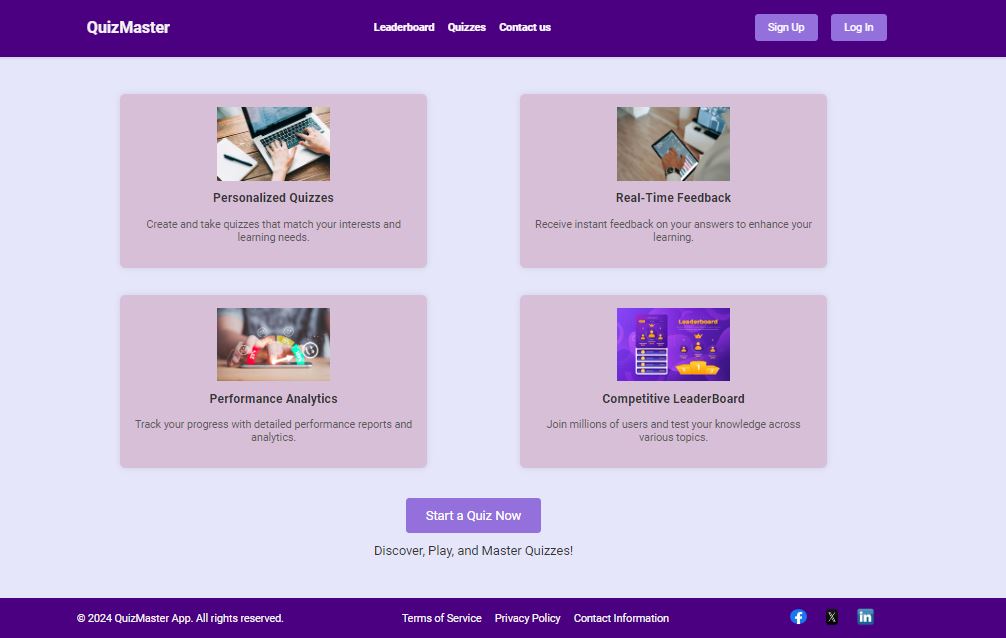 QuizMaster
Leaderboard Quizzes Contact us
Sign Up Log In
Personalized Quizzes
Create and take quizzes that match your interests and
learning needs.
Real-Time Feedback
Receive instant feedback on your answers to enhance your
learning.
Performance Analytics
Track your progress with detailed performance reports and
analytics.
Leaderboard
Competitive LeaderBoard
Join millions of users and test your knowledge across
various topics.
Start a Quiz Now
Discover, Play, and Master Quizzes!
© 2024 QuizMaster App. All rights reserved.
Terms of Service Privacy Policy Contact Information